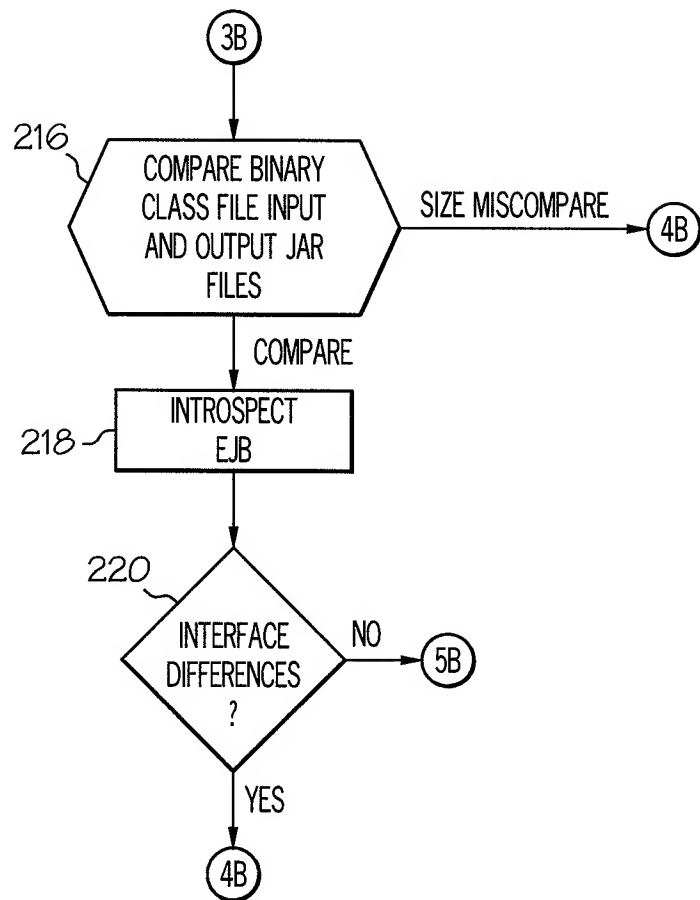 3B
216
COMPARE BINARY
CLASS FILE INPUT
AND OUTPUT JAR
FILES
SIZE MISCOMPARE
4B
COMPARE
218
INTROSPECT
EJB
220
INTERFACE
DIFFERENCES
?
NO
5B
YES
4B